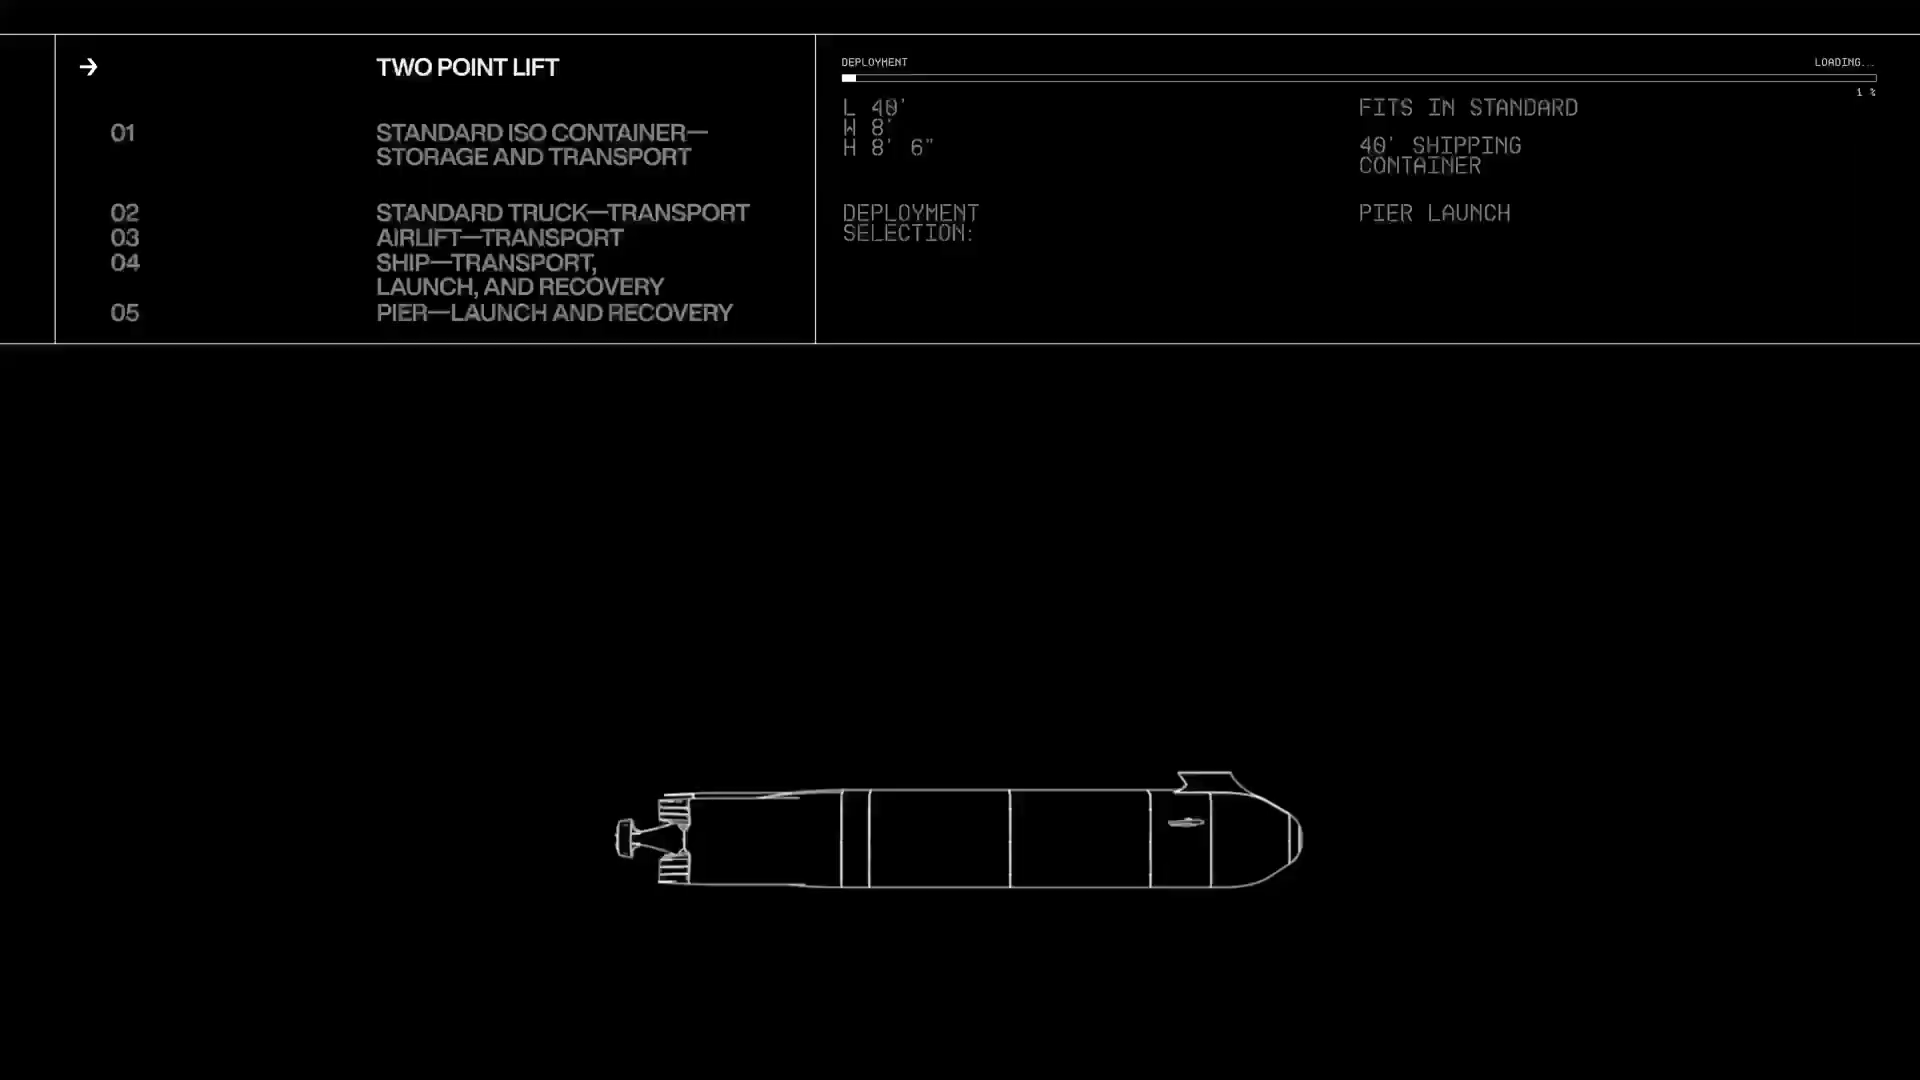 → TWO POINT LIFT
01 STANDARD ISO CONTAINER—
STORAGE AND TRANSPORT
02 STANDARD TRUCK—TRANSPORT
03 AIRLIFT—TRANSPORT
04 SHIP—TRANSPORT,
LAUNCH, AND RECOVERY
05 PIER—LAUNCH AND RECOVERY
DEPLOYMENT LOADING...
1 %
L 40'
W 8'
H 8' 6"
FITS IN STANDARD
40' SHIPPING
CONTAINER
DEPLOYMENT
SELECTION:
PIER LAUNCH